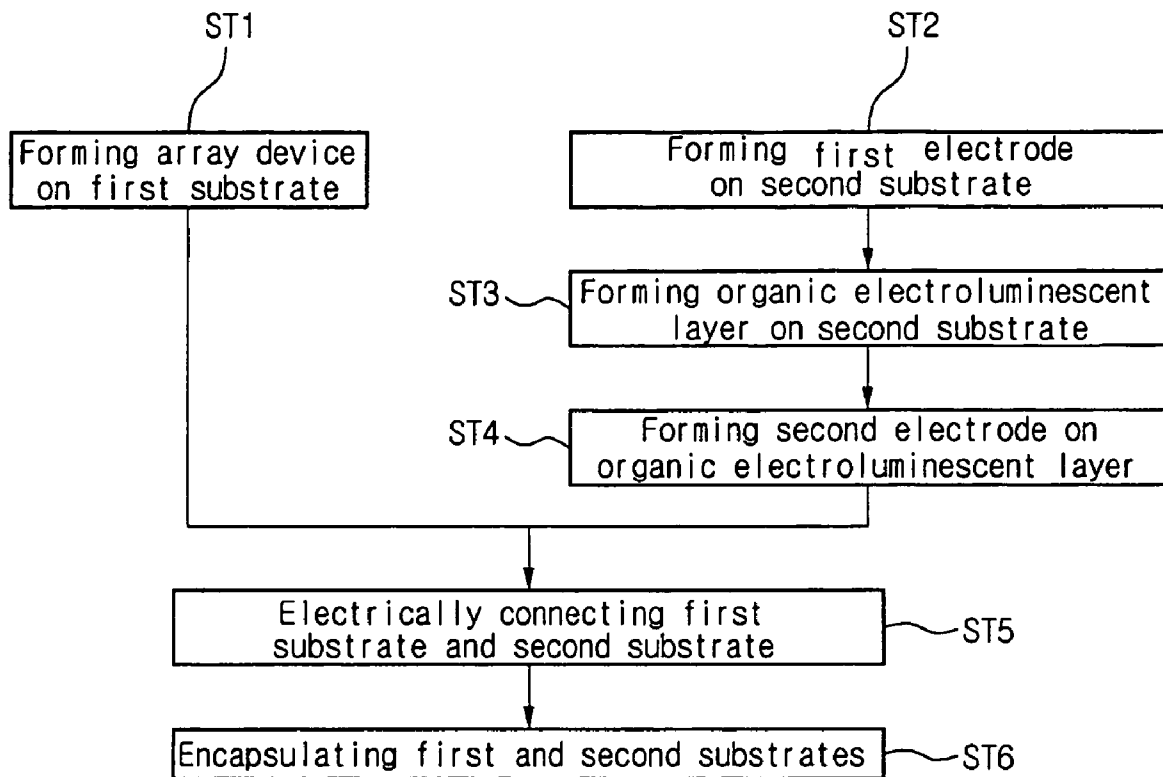 ST1
ST2
Forming array device
on first substrate
Forming first electrode
on second substrate
ST3
Forming organic electroluminescent
layer on second substrate
ST4
Forming second electrode on
organic electroluminescent layer
Electrically connecting first
substrate and second substrate
ST5
Encapsulating first and second substrates
ST6